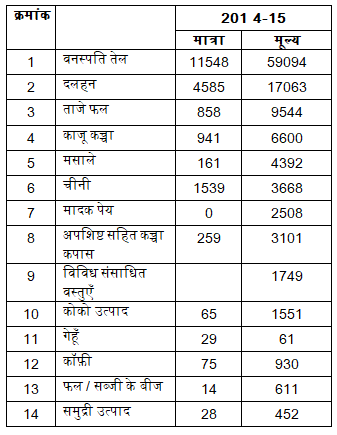 क्रमांक 201 4-15
मात्रा मूल्य
1 वनस्पति तेल 11548 59094
2 दलहन 4585 17063
3 ताजे फल 858 9544
4 काजू कच्चा 941 6600
5 मसाले 161 4392
6 चीनी 1539 3668
7 मादक पेय 0 2508
8 अपशिष्ट सहित कच्चा 259 3101
कपास
9 विविध संसाधित 1749
वस्तुएँ
10 कोको उत्पाद 65 1551
11 गेहूँ 29 61
12 कॉफ़ी 75 930
13 फल / सब्जी के बीज 14 611
14 समुद्री उत्पाद 28 452